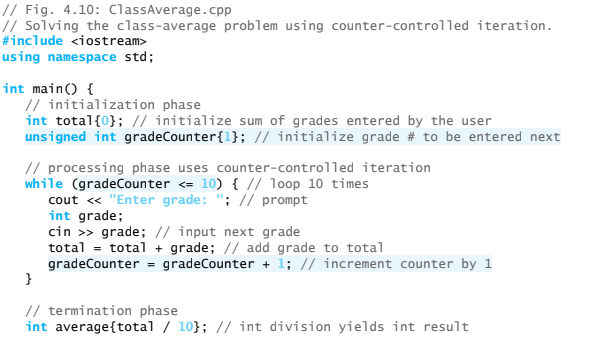 // Fig. 4.10: ClassAverage.cpp
// Solving the class-average problem using counter-controlled iteration.
#include <iostream>
using namespace std;

int main() {
   // initialization phase
   int total{0}; // initialize sum of grades entered by the user
   unsigned int gradeCounter{1}; // initialize grade # to be entered next

   // processing phase uses counter-controlled iteration
   while (gradeCounter <= 10) { // loop 10 times
      cout << "Enter grade: "; // prompt
      int grade;
      cin >> grade; // input next grade
      total = total + grade; // add grade to total
      gradeCounter = gradeCounter + 1; // increment counter by 1
   }

   // termination phase
   int average{total / 10}; // int division yields int result